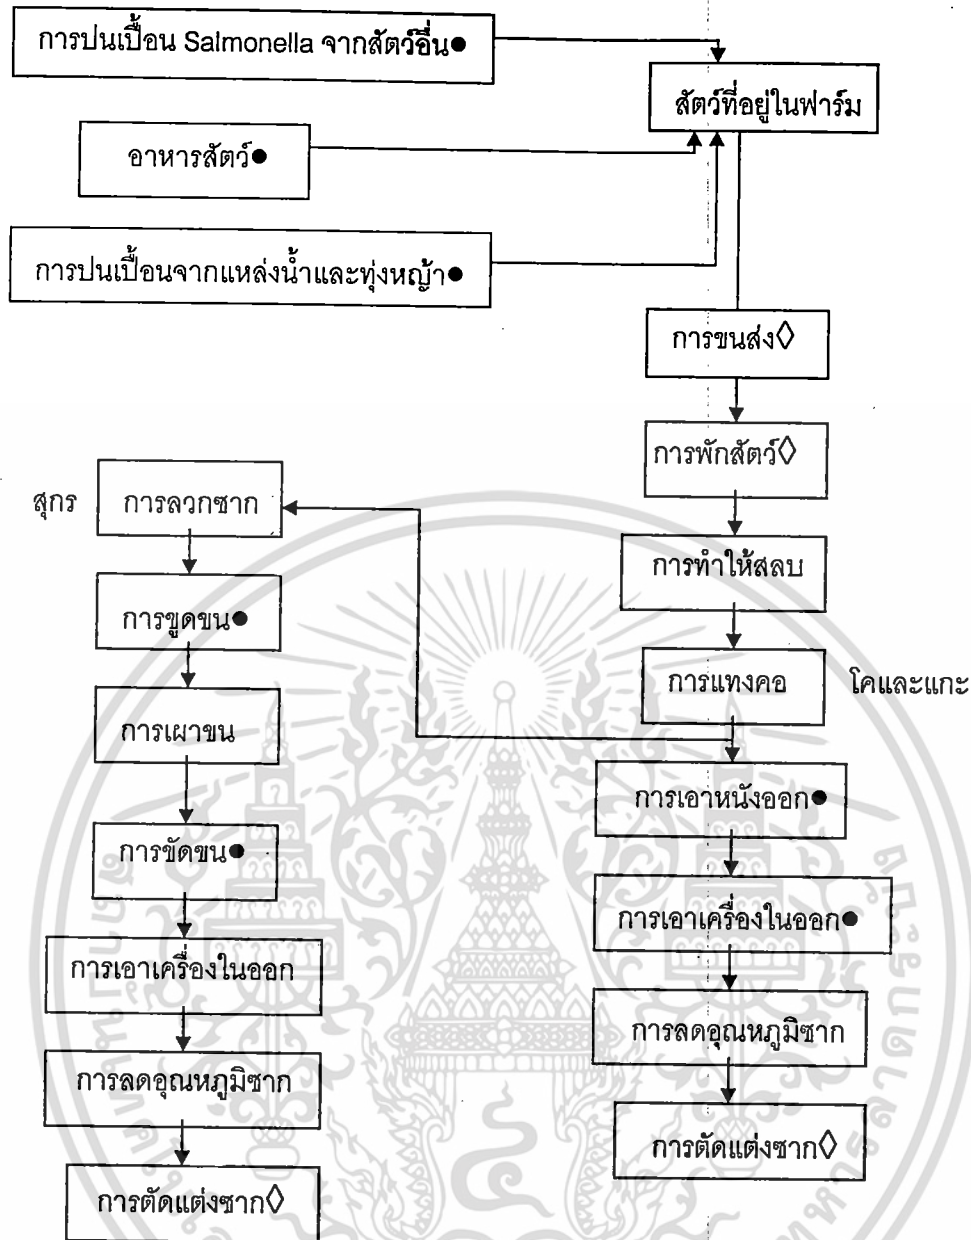 การปนเปื้อน Salmonella จากสัตว์อื่น●
สัตว์ที่อยู่ในฟาร์ม
อาหารสัตว์●
การปนเปื้อนจากแหล่งน้ำและทุ่งหญ้า●
การขนส่ง◊
การพักสัตว์◊
การทำให้สลบ
การแทงคอ
โคและแกะ
สุกร
การลวกซาก
การขูดขน●
การเผาขน
การขัดขน●
การเอาเครื่องในออก
การลดอุณหภูมิซาก
การตัดแต่งซาก◊
การเอาหนังออก●
การเอาเครื่องในออก●
การลดอุณหภูมิซาก
การตัดแต่งซาก◊